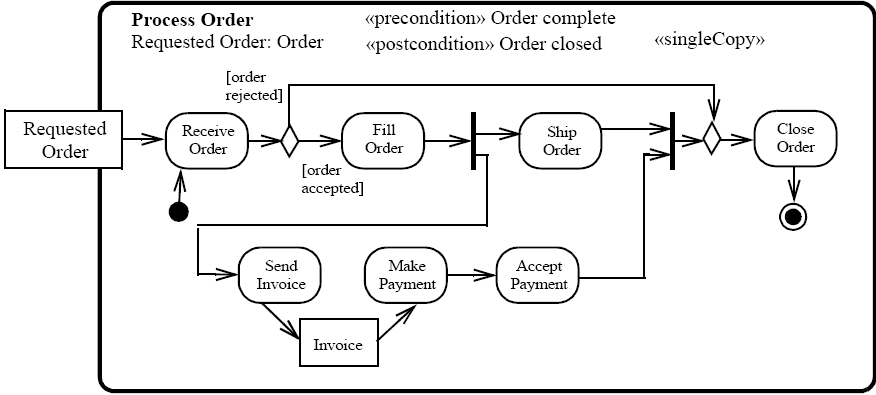 Process Order
«precondition» Order complete
Requested Order: Order
«postcondition» Order closed
«singleCopy»
[order
rejected]
Requested
Order
Receive
Order
Fill
Order
Ship
Order
Close
Order
[order
accepted]
Send
Invoice
Make
Payment
Accept
Payment
Invoice